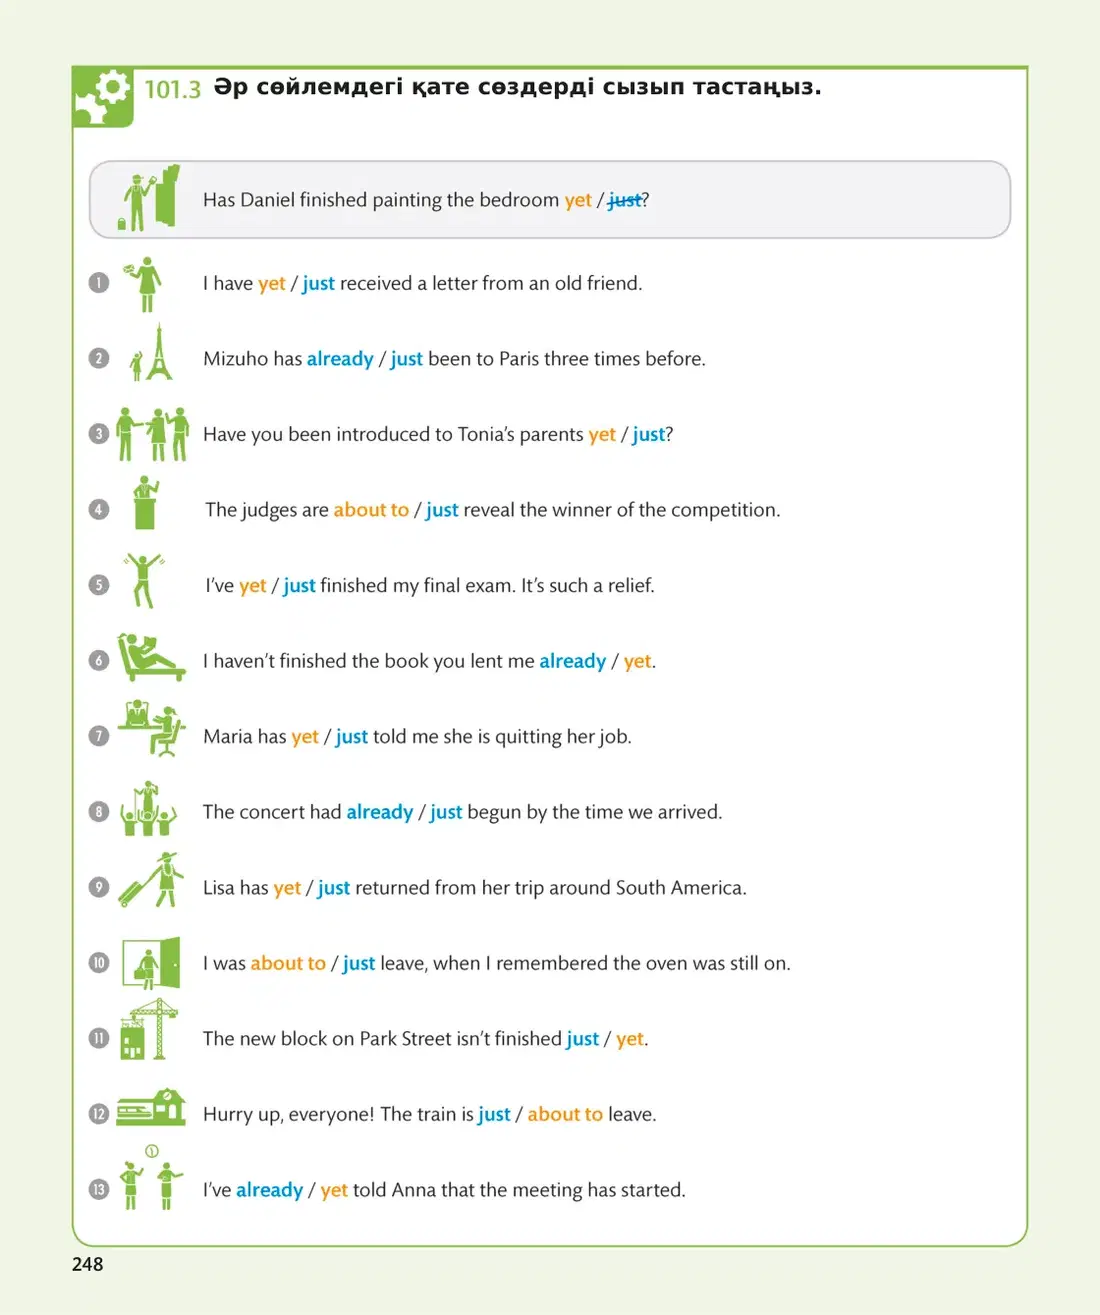 101.3 Әр сөйлемдегі қате сөздерді сызып тастаңыз.
Has Daniel finished painting the bedroom yet / just?
1 I have yet / just received a letter from an old friend.
2 Mizuho has already / just been to Paris three times before.
3 Have you been introduced to Tonia’s parents yet / just?
4 The judges are about to / just reveal the winner of the competition.
5 I’ve yet / just finished my final exam. It’s such a relief.
6 I haven’t finished the book you lent me already / yet.
7 Maria has yet / just told me she is quitting her job.
8 The concert had already / just begun by the time we arrived.
9 Lisa has yet / just returned from her trip around South America.
10 I was about to / just leave, when I remembered the oven was still on.
11 The new block on Park Street isn’t finished just / yet.
12 Hurry up, everyone! The train is just / about to leave.
13 I’ve already / yet told Anna that the meeting has started.
248